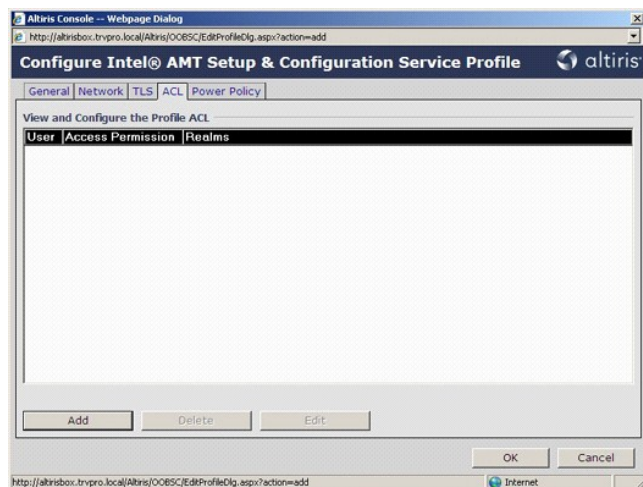 Altiris Console -- Webpage Dialog
http://altirisbox.trvpro.local/Altiris/OOBSC/EditProfileDlg.aspx?action=add
Configure Intel® AMT Setup & Configuration Service Profile altiris
General Network TLS ACL Power Policy
View and Configure the Profile ACL
User Access Permission Realms
Add Delete Edit
OK Cancel
http://altirisbox.trvpro.local/Altiris/OOBSC/EditProfileDlg.aspx?action=add Internet